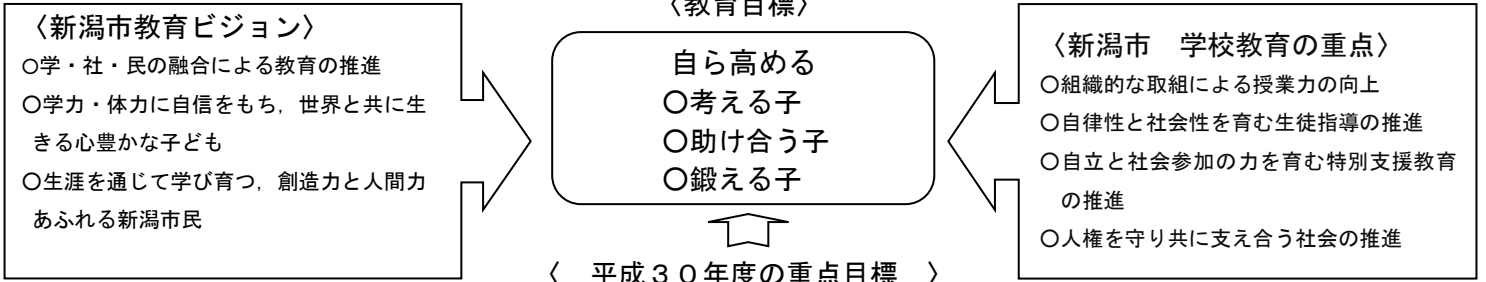 〈新潟市教育ビジョン〉
○学・社・民の融合による教育の推進
○学力・体力に自信をもち，世界と共に生
きる心豊かな子ども
○生涯を通じて学び育つ，創造力と人間力
あふれる新潟市民
〈教育目標〉
自ら高める
○考える子
○助け合う子
○鍛える子
〈　平成３０年度の重点目標　〉
〈新潟市　学校教育の重点〉
○組織的な取組による授業力の向上
○自律性と社会性を育む生徒指導の推進
○自立と社会参加の力を育む特別支援教育
の推進
○人権を守り共に支え合う社会の推進